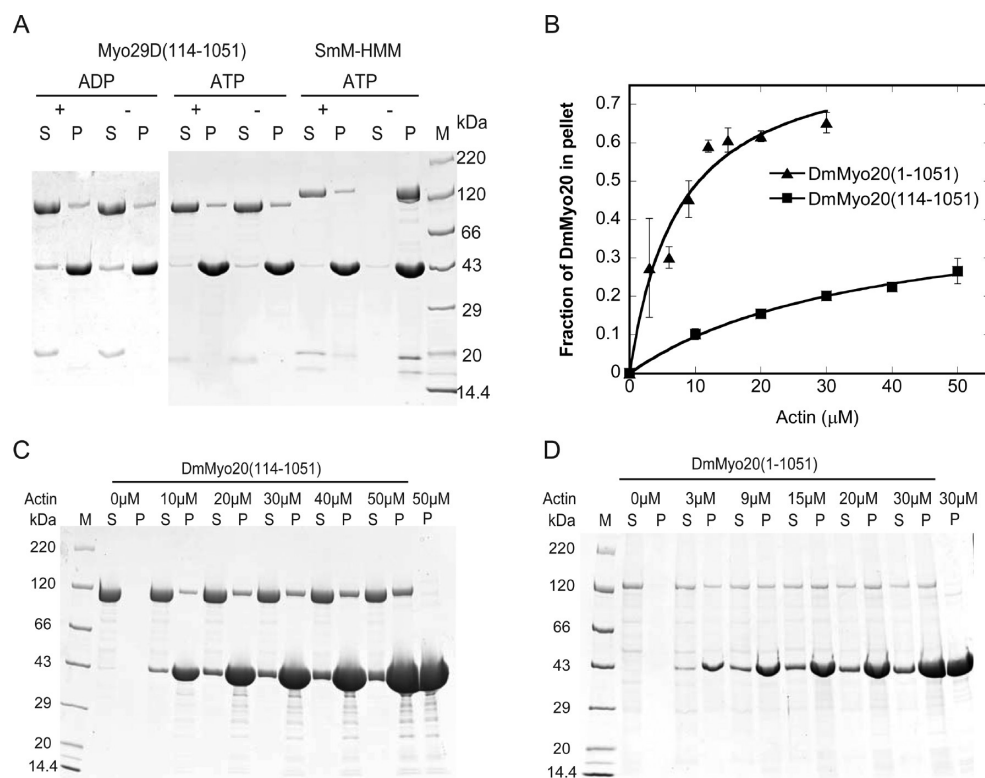 A
Myo29D(114-1051) SmM-HMM
ADP ATP ATP
+ - + - + -
S P S P S P S P S P S P M kDa
220
120
66
43
29
20
14.4
B
Fraction of DmMyo20 in pellet
0.7
0.6
0.5
0.4
0.3
0.2
0.1
0
DmMyo20(1-1051)
DmMyo20(114-1051)
0 10 20 30 40 50
Actin (μM)
C
DmMyo20(114-1051)
Actin 0μM 10μM 20μM 30μM 40μM 50μM 50μM
kDa M S P S P S P S P S P S P P
220
120
66
43
29
20
14.4
D
DmMyo20(1-1051)
Actin 0μM 3μM 9μM 15μM 20μM 30μM 30μM
kDa M S P S P S P S P S P S P P
220
120
66
43
29
20
14.4